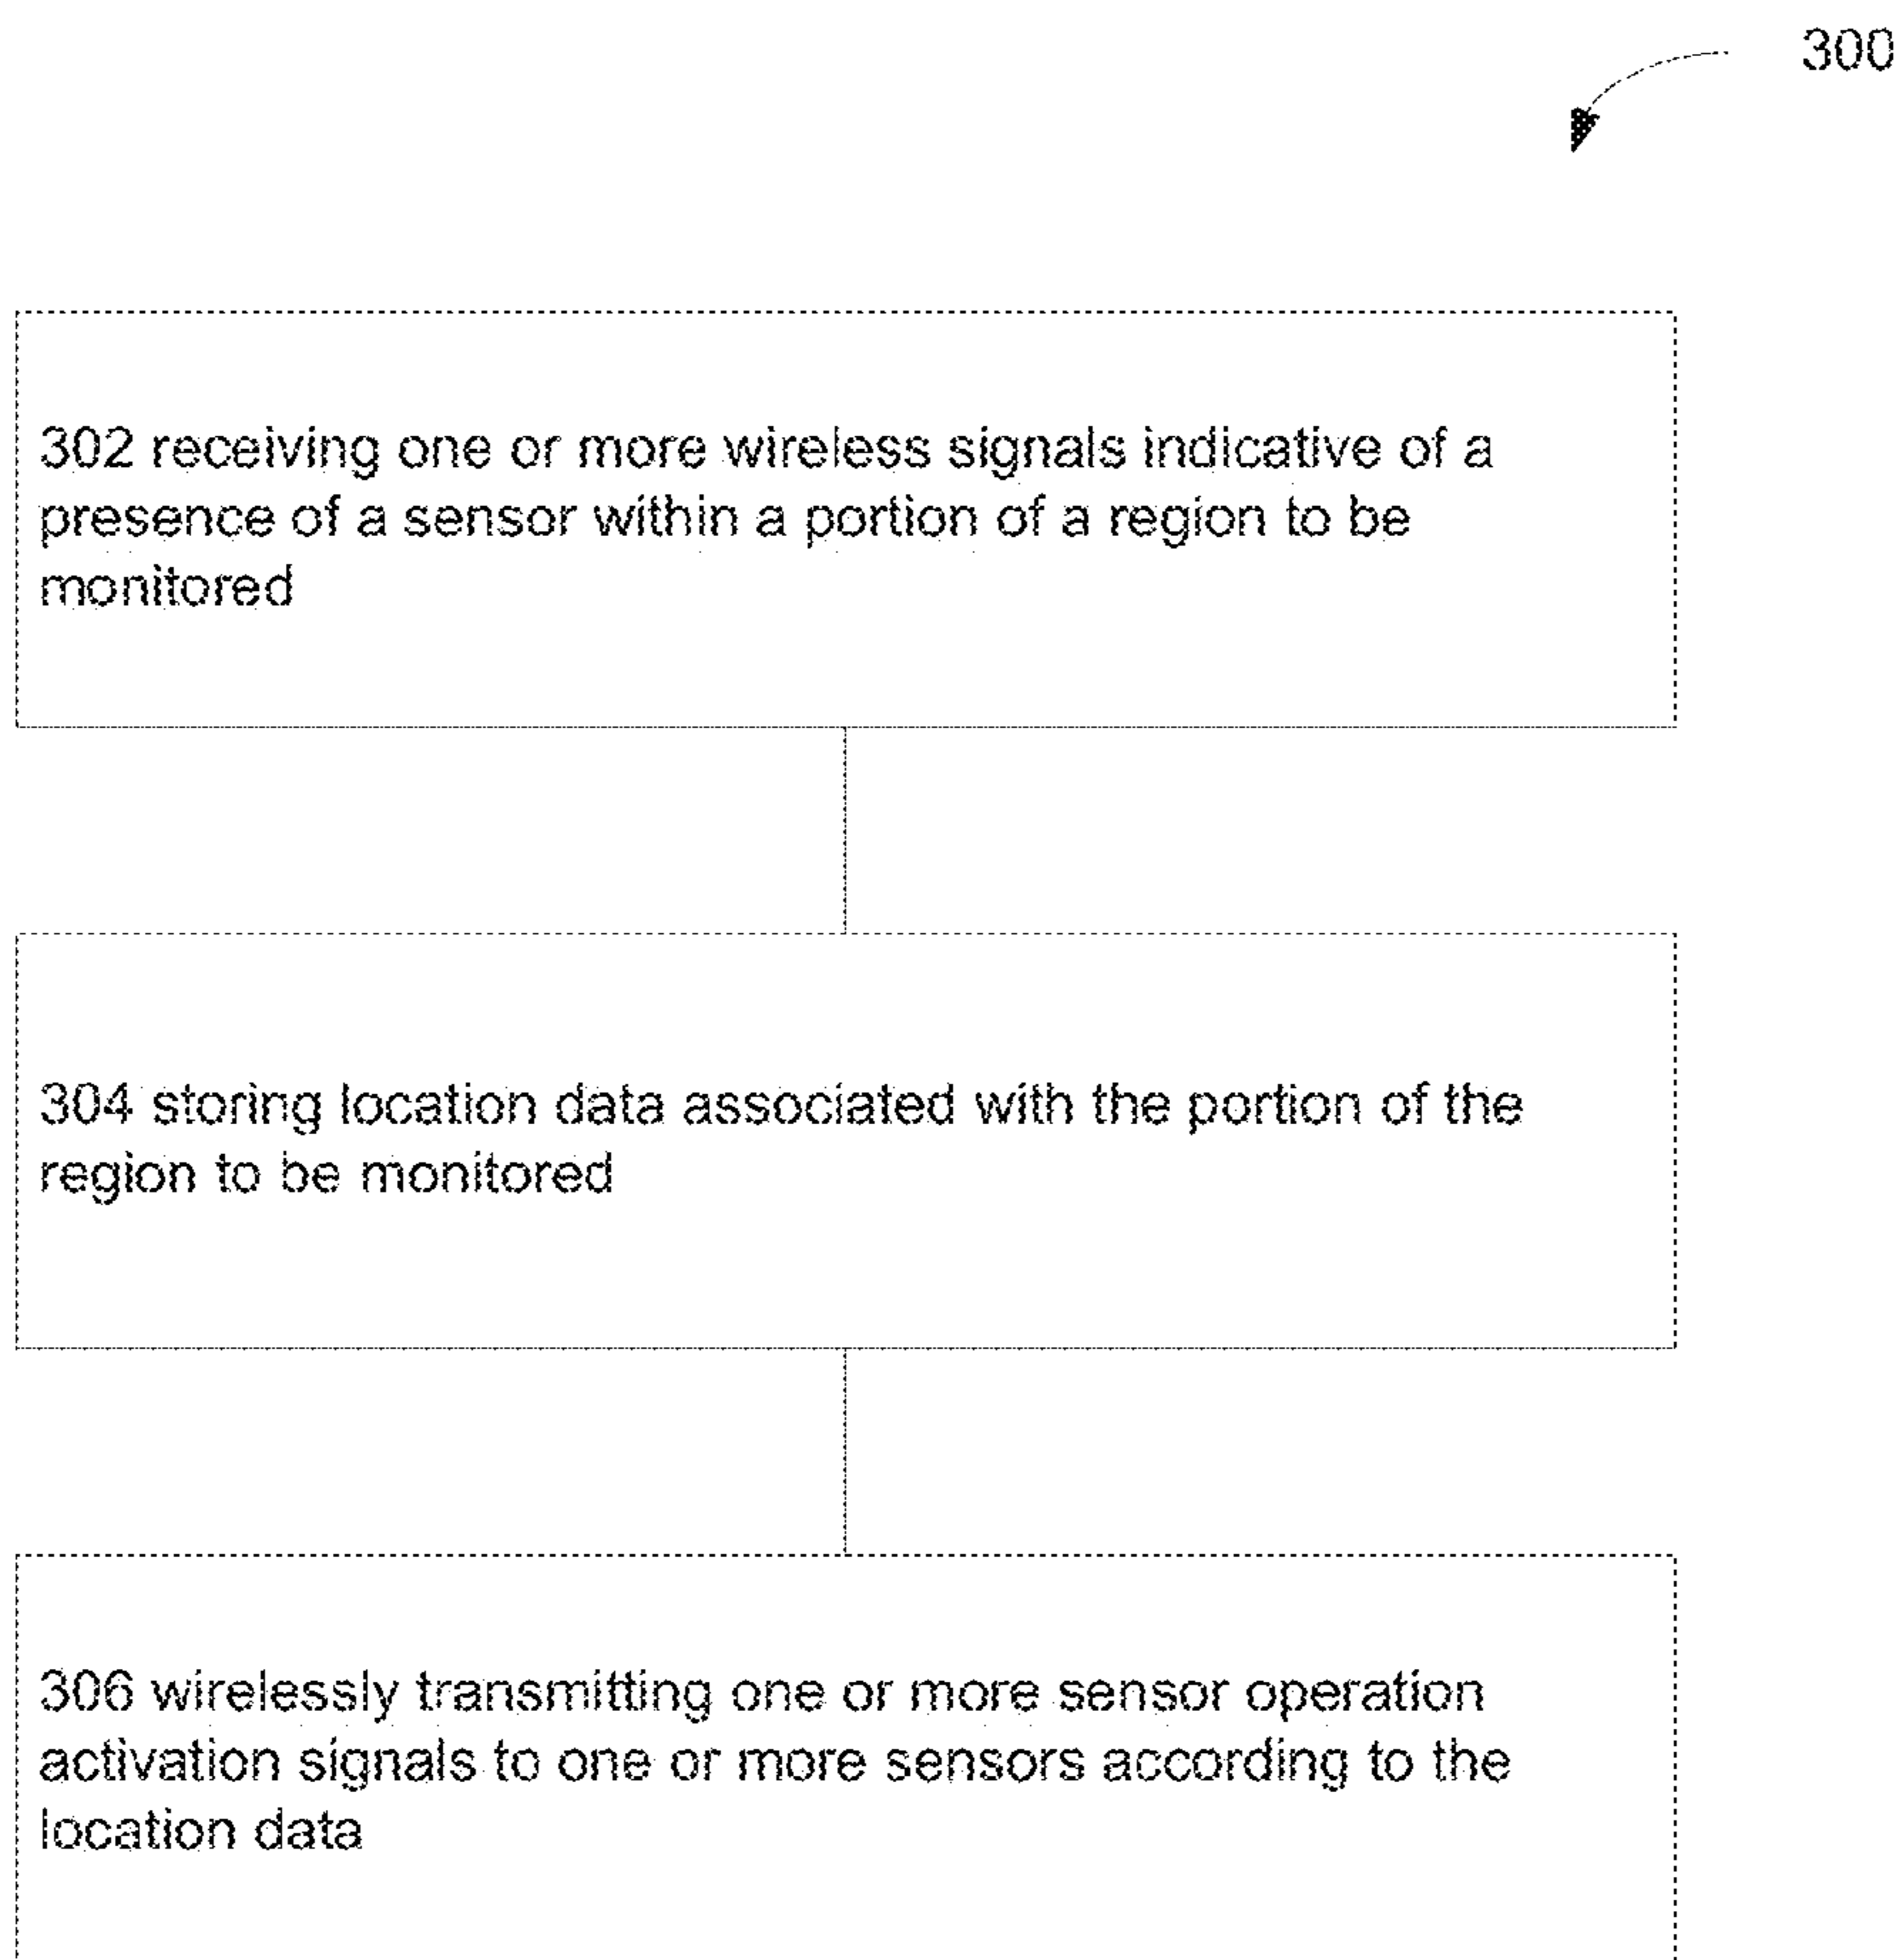 300
302 receiving one or more wireless signals indicative of a
presence of a sensor within a portion of a region to be
monitored
304 storing location data associated with the portion of the
region to be monitored
306 wirelessly transmitting one or more sensor operation
activation signals to one or more sensors according to the
location data